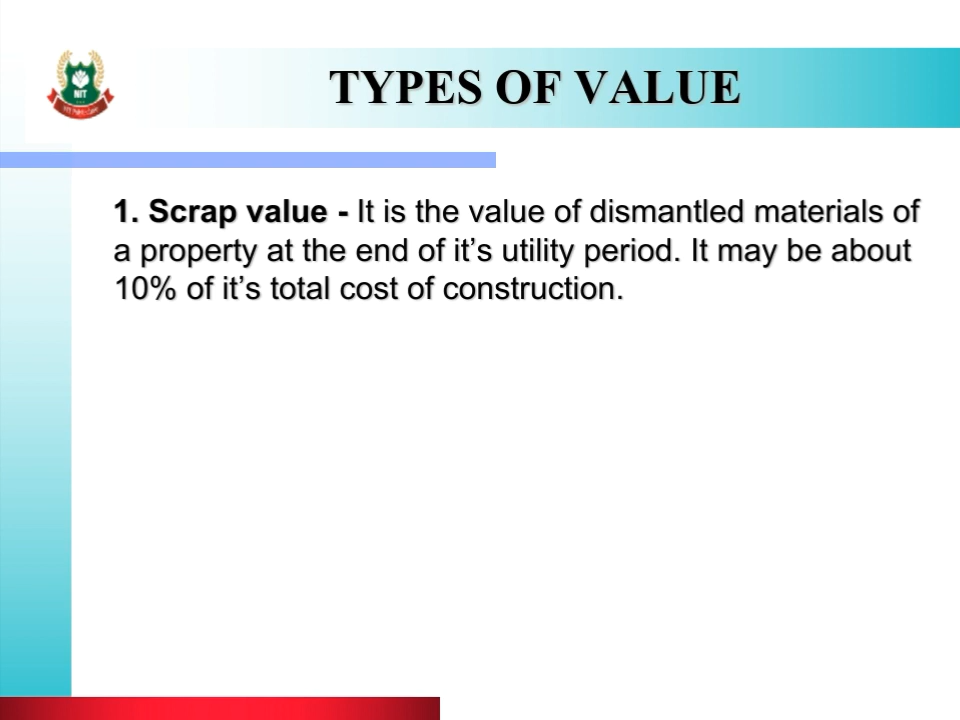 TYPES OF VALUE
NIT
1. Scrap value - It is the value of dismantled materials of
a property at the end of it’s utility period. It may be about
10% of it’s total cost of construction.